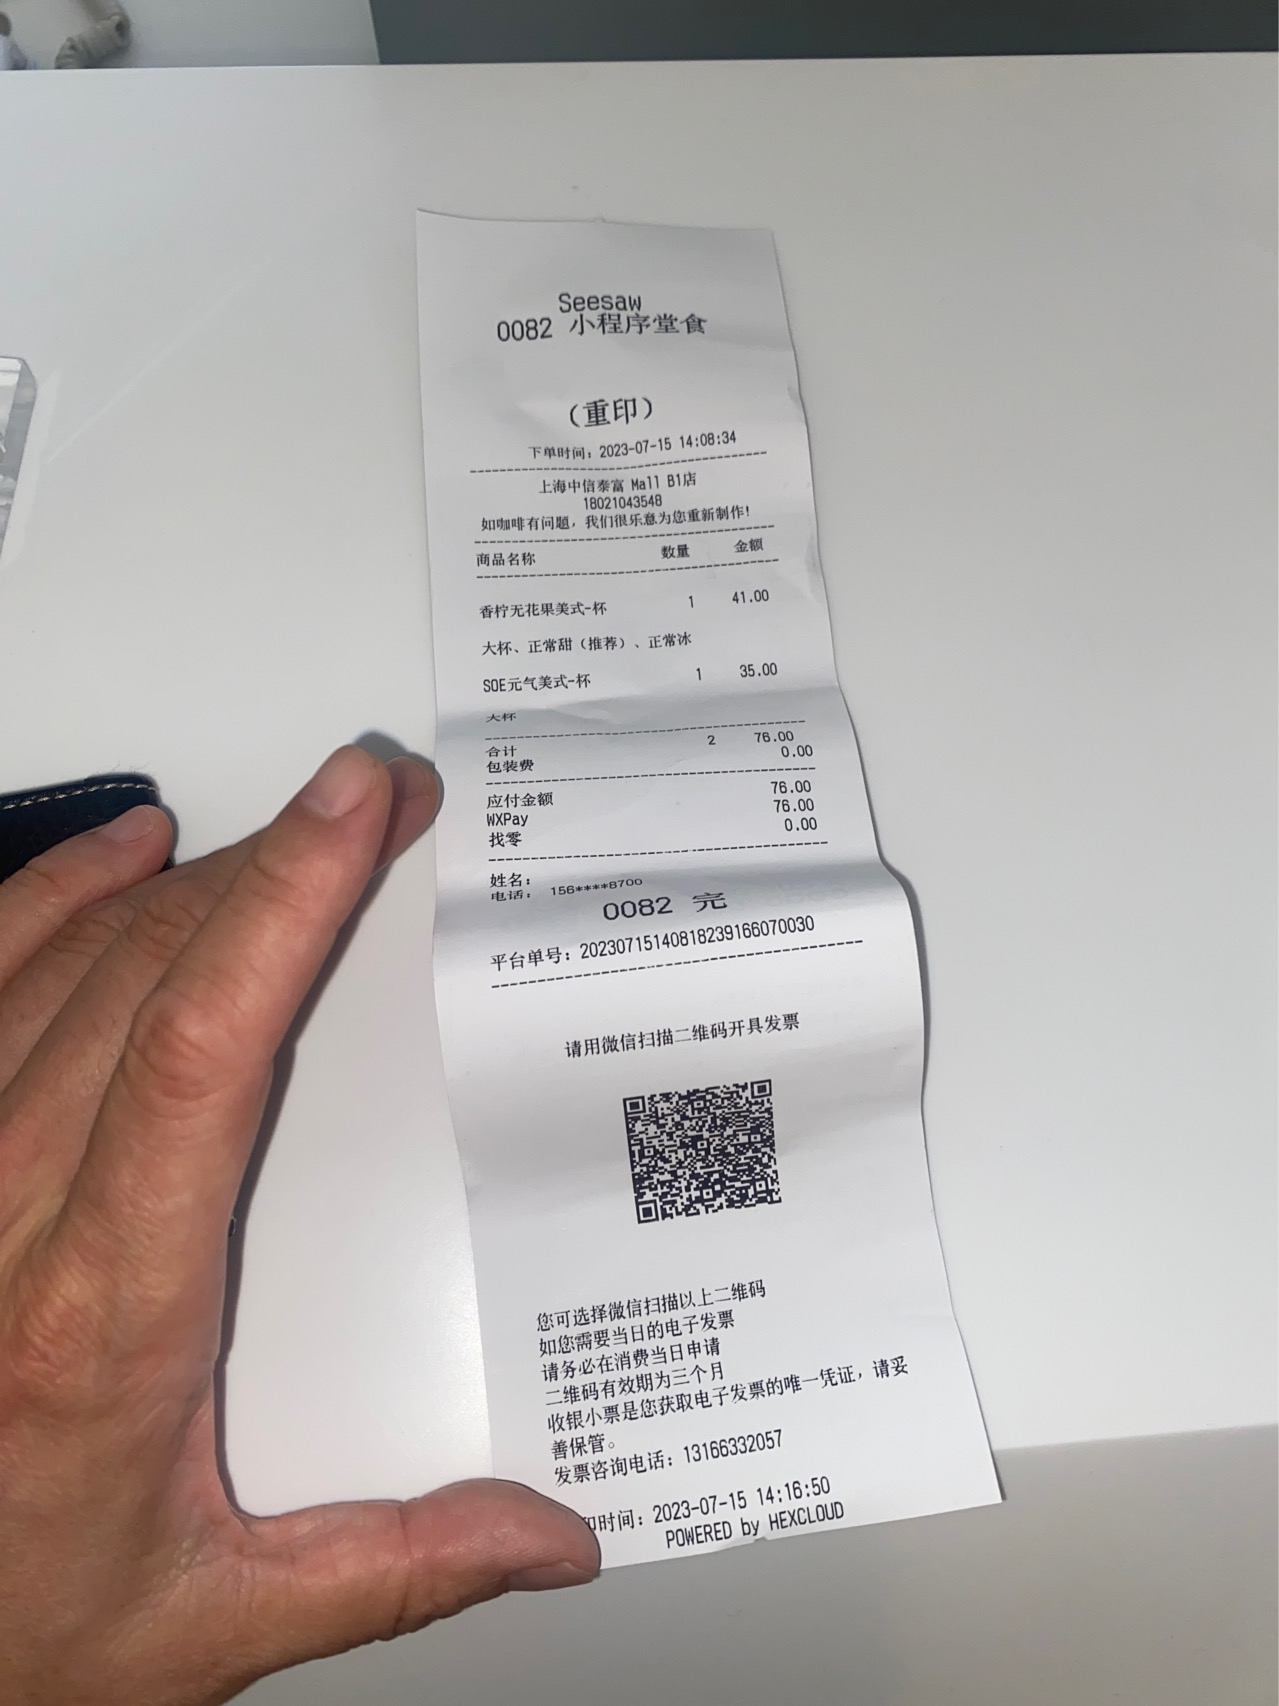 Seesaw
0082 小程序堂食
（重印）
下单时间：2023-07-15 14:08:34
上海中信泰富 Mall B1店
18021043548
如咖啡有问题，我们很乐意为您重新制作！
商品名称 数量 金额
香柠无花果美式-杯 1 41.00
大杯、正常甜（推荐）、正常冰
SOE元气美式-杯 1 35.00
大杯
合计 2 76.00
包装费 0.00
应付金额 76.00
WXPay 76.00
找零 0.00
姓名：
电话： 156****8700
0082 完
平台单号：20230715140818239166070030
请用微信扫描二维码开具发票
您可选择微信扫描以上二维码
如您需要当日的电子发票
请务必在消费当日申请
二维码有效期为三个月
收银小票是您获取电子发票的唯一凭证，请妥
善保管。
发票咨询电话：13166332057
印时间：2023-07-15 14:16:50
POWERED by HEXCLOUD